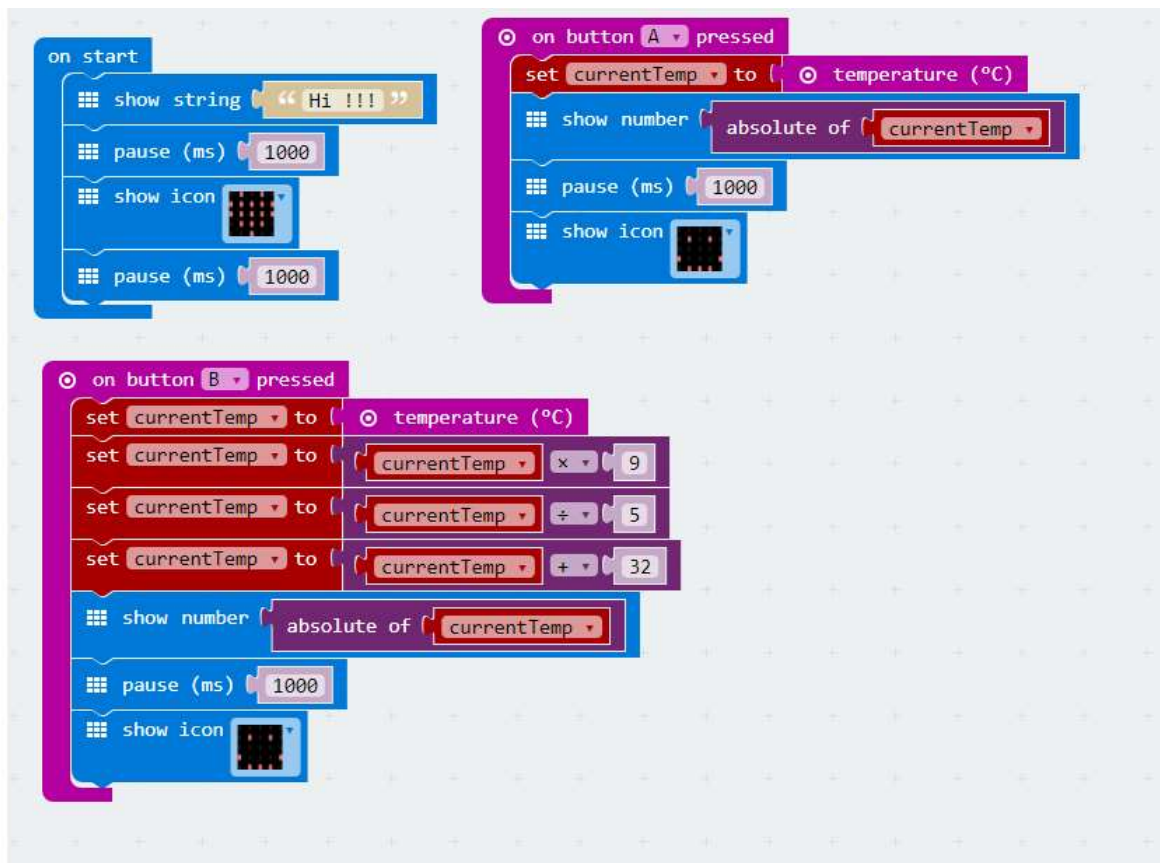 on start
show string “ Hi !!! ”
pause (ms) 1000
show icon
pause (ms) 1000
on button A pressed
set currentTemp to temperature (ºC)
show number absolute of currentTemp
pause (ms) 1000
show icon
on button B pressed
set currentTemp to temperature (ºC)
set currentTemp to currentTemp × 9
set currentTemp to currentTemp ÷ 5
set currentTemp to currentTemp + 32
show number absolute of currentTemp
pause (ms) 1000
show icon